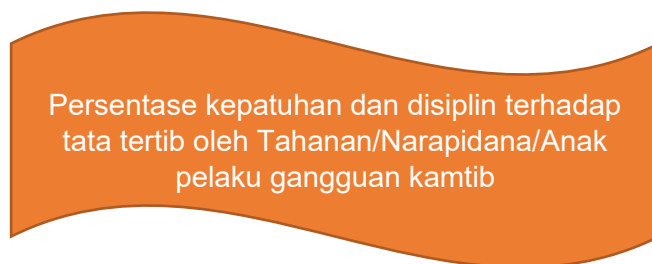 Persentase kepatuhan dan disiplin terhadap
tata tertib oleh Tahanan/Narapidana/Anak
pelaku gangguan kamtib